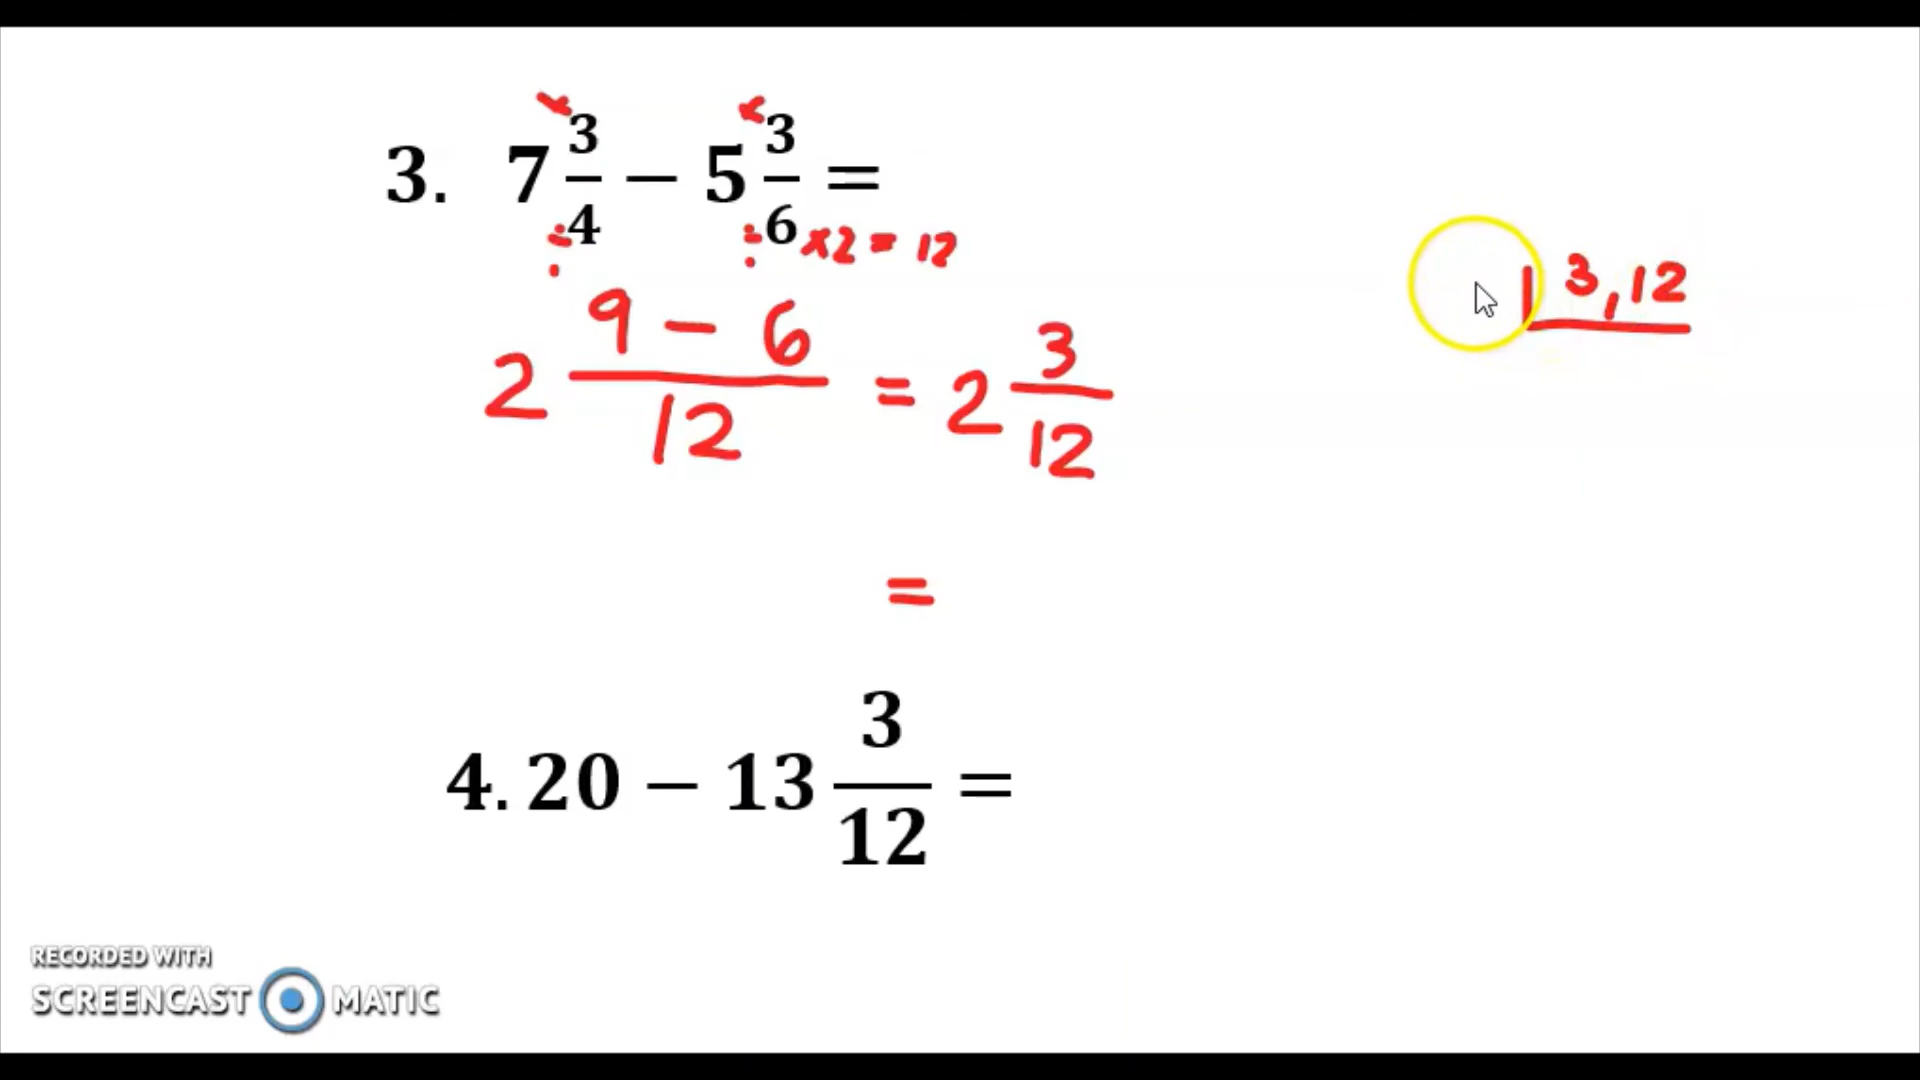 3. 7 3/4 − 5 3/6 =
×2 = 12
3, 12
2 (9 − 6)/12 = 2 3/12
=
4. 20 − 13 3/12 =
RECORDED WITH
SCREENCAST MATIC